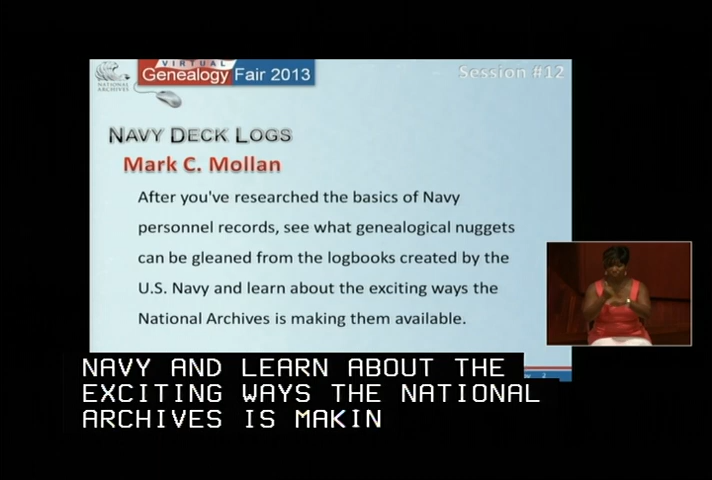 VIRTUAL
Genealogy Fair 2013
Session #12
NATIONAL
ARCHIVES
NAVY DECK LOGS
Mark C. Mollan
After you've researched the basics of Navy
personnel records, see what genealogical nuggets
can be gleaned from the logbooks created by the
U.S. Navy and learn about the exciting ways the
National Archives is making them available.
2
NAVY AND LEARN ABOUT THE
EXCITING WAYS THE NATIONAL
ARCHIVES IS MAKIN